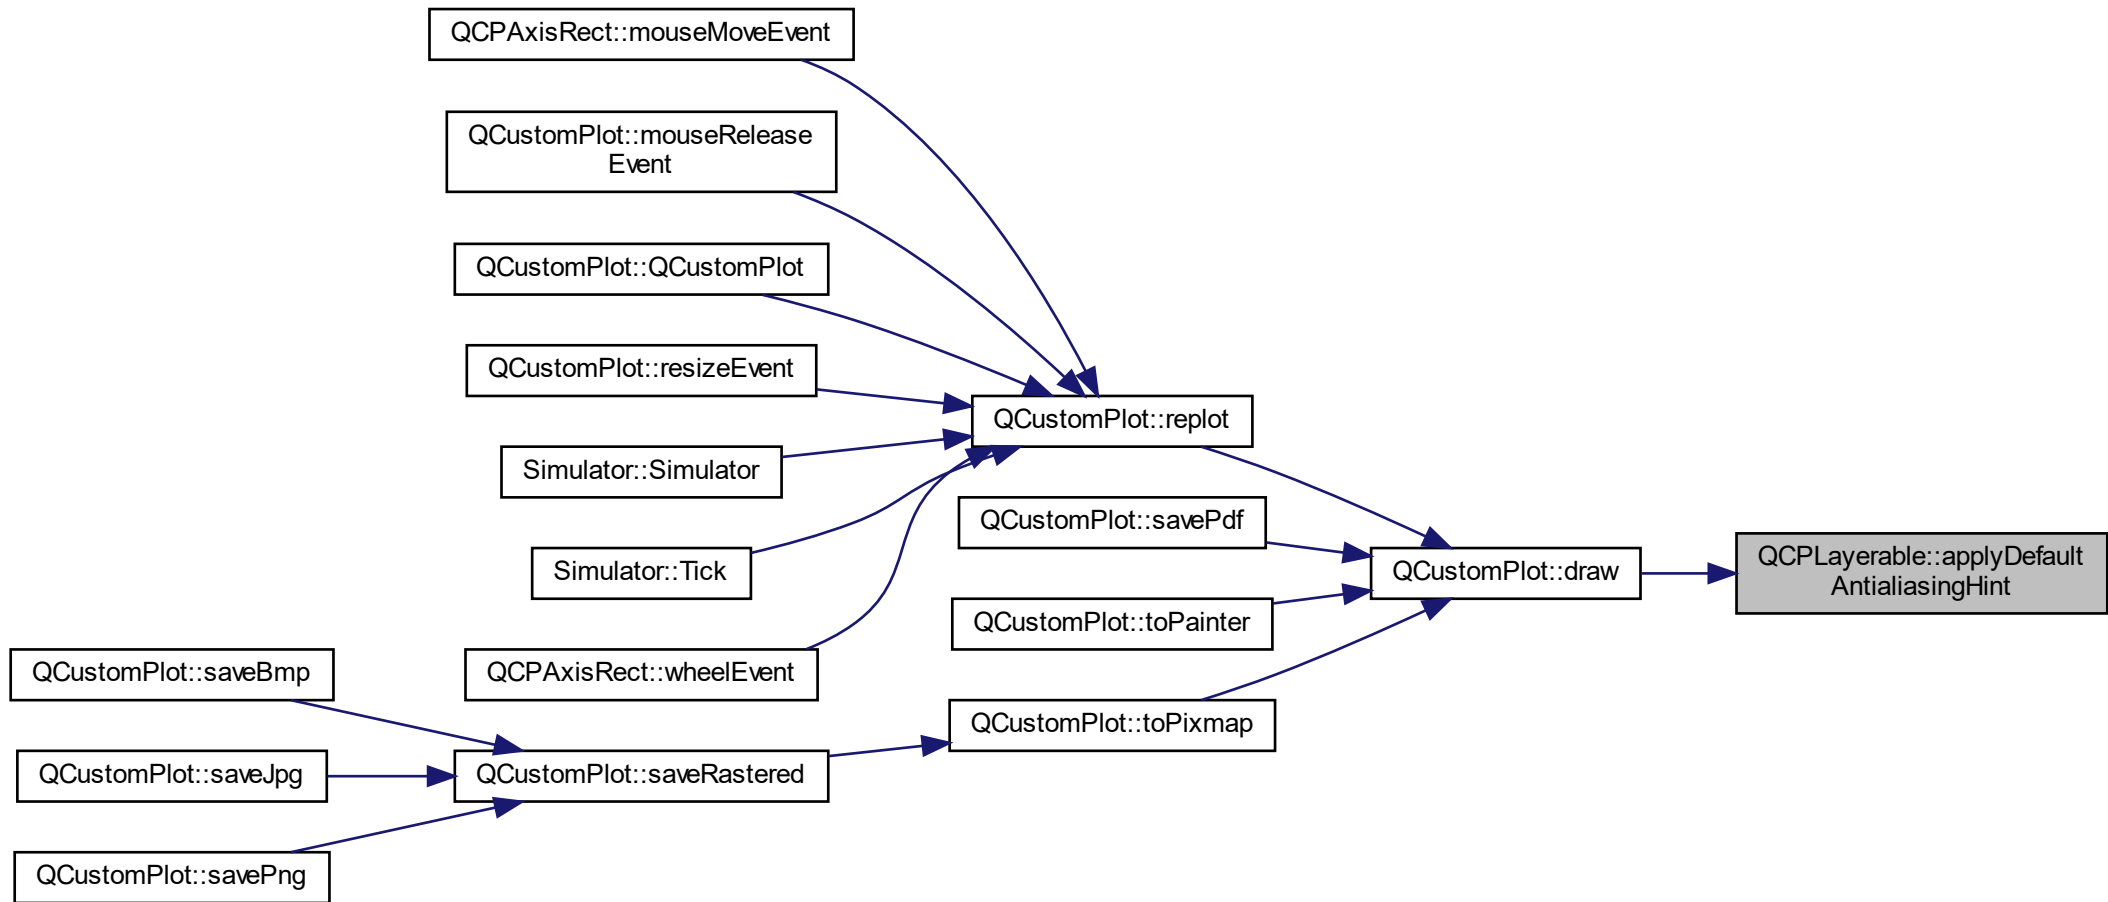 QCPAxisRect::mouseMoveEvent
QCustomPlot::mouseRelease
Event
QCustomPlot::QCustomPlot
QCustomPlot::resizeEvent
QCustomPlot::replot
Simulator::Simulator
QCustomPlot::savePdf
QCPLayerable::applyDefault
AntialiasingHint
Simulator::Tick
QCustomPlot::draw
QCustomPlot::toPainter
QCustomPlot::saveBmp
QCPAxisRect::wheelEvent
QCustomPlot::toPixmap
QCustomPlot::saveJpg
QCustomPlot::saveRastered
QCustomPlot::savePng